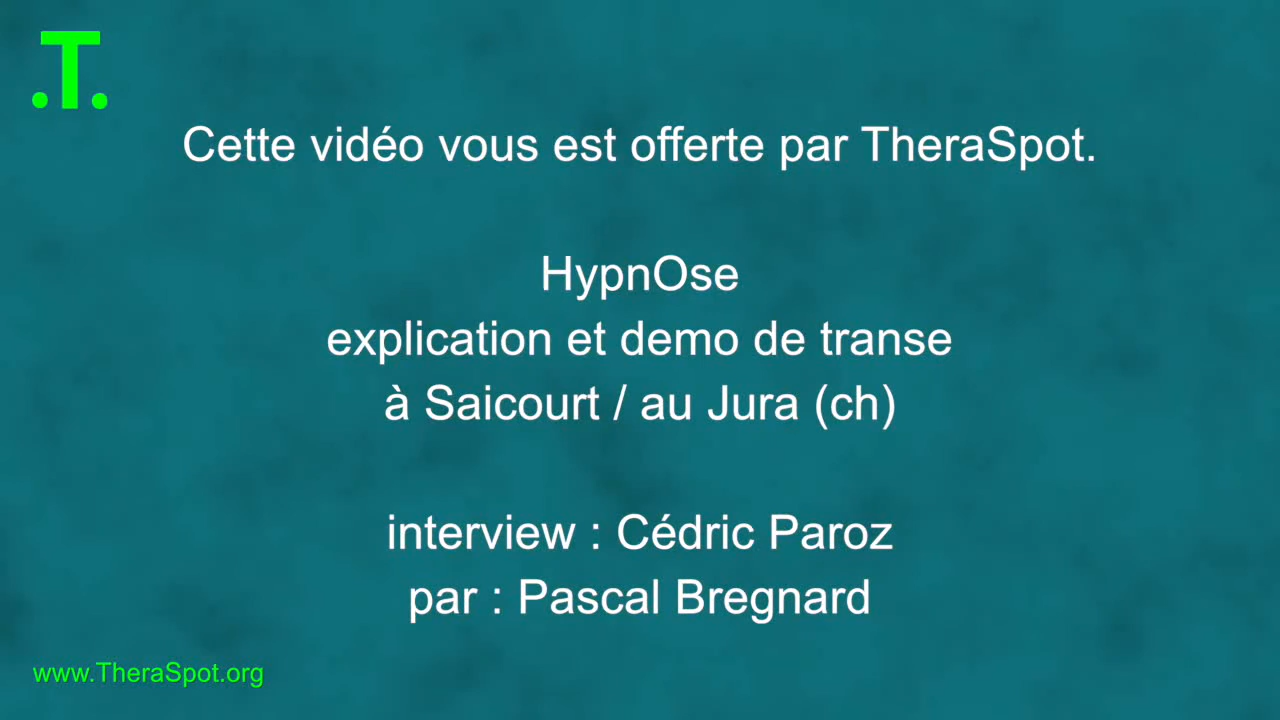 .T.
Cette vidéo vous est offerte par TheraSpot.
HypnOse
explication et demo de transe
à Saicourt / au Jura (ch)
interview : Cédric Paroz
par : Pascal Bregnard
www.TheraSpot.org